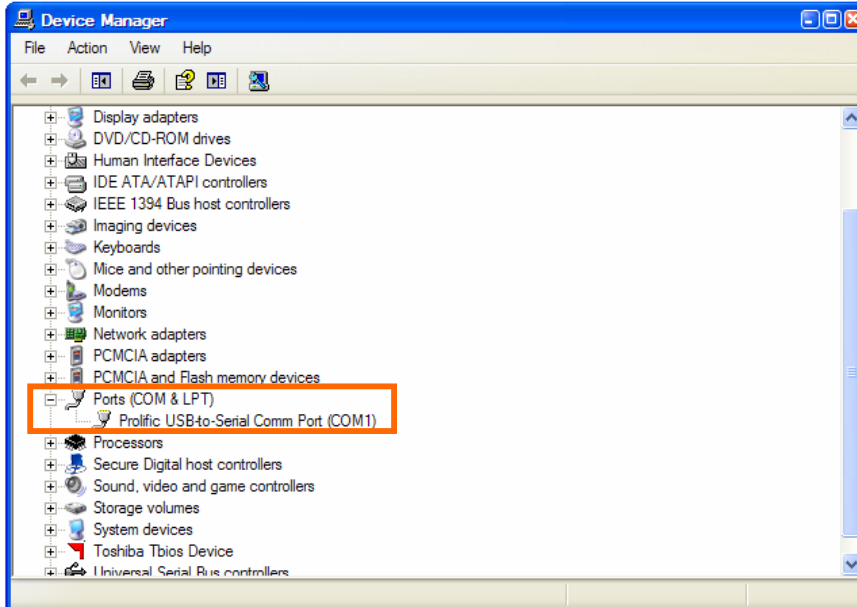 Device Manager
File Action View Help
Display adapters
DVD/CD-ROM drives
Human Interface Devices
IDE ATA/ATAPI controllers
IEEE 1394 Bus host controllers
Imaging devices
Keyboards
Mice and other pointing devices
Modems
Monitors
Network adapters
PCMCIA adapters
PCMCIA and Flash memory devices
Ports (COM & LPT)
Prolific USB-to-Serial Comm Port (COM1)
Processors
Secure Digital host controllers
Sound, video and game controllers
Storage volumes
System devices
Toshiba Tbios Device
Universal Serial Bus controllers